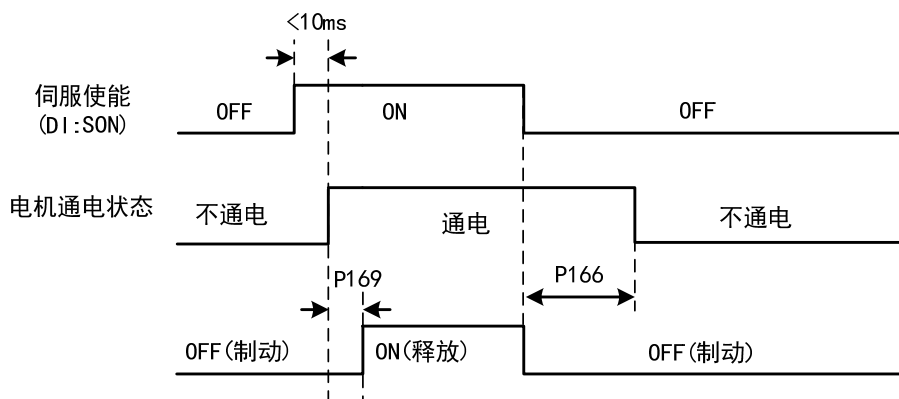 <10ms
伺服使能
(DI:SON)
OFF
ON
OFF
电机通电状态
不通电
通电
不通电
P169
P166
OFF(制动)
ON(释放)
OFF(制动)